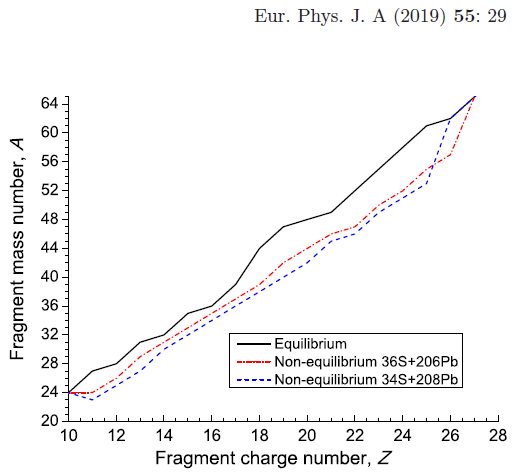 Eur. Phys. J. A (2019) 55: 29
64
60
56
52
48
44
40
36
32
28
24
20
Fragment mass number, A
Equilibrium
Non-equilibrium 36S+206Pb
Non-equilibrium 34S+208Pb
10 12 14 16 18 20 22 24 26 28
Fragment charge number, Z